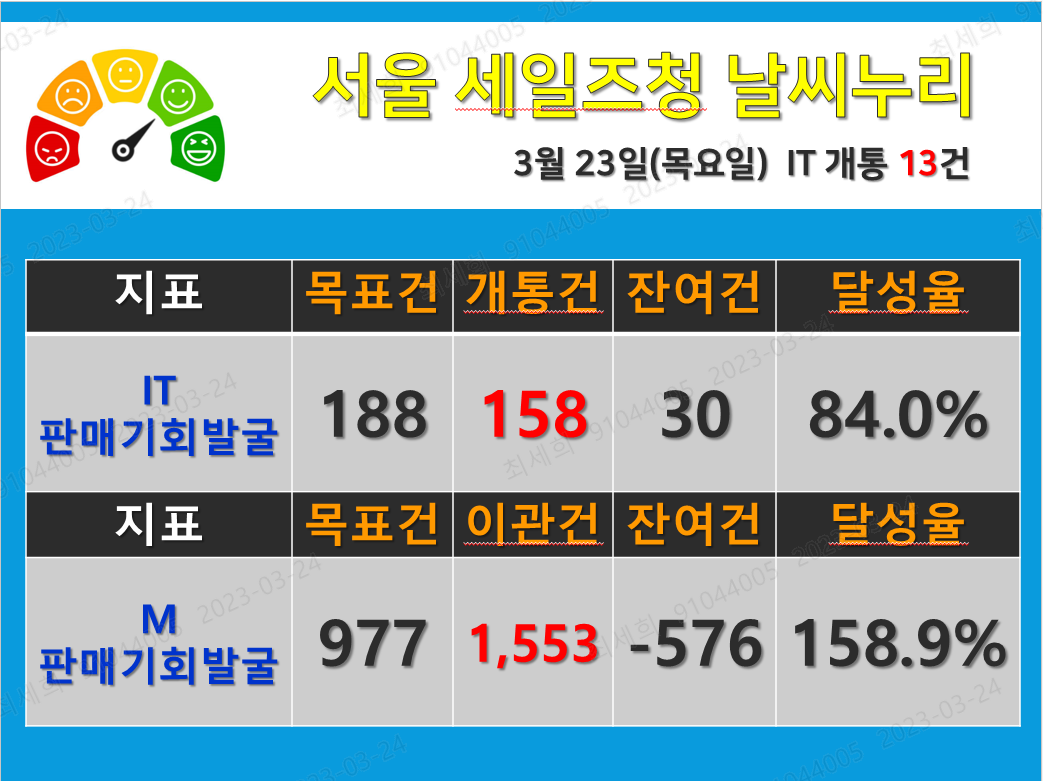 서울 세일즈청 날씨누리
3월 23일(목요일) IT 개통 13건
지표 목표건 개통건 잔여건 달성율
IT
판매기회발굴 188 158 30 84.0%
지표 목표건 이관건 잔여건 달성율
M
판매기회발굴 977 1,553 -576 158.9%
최세희 91044005 2023-03-24